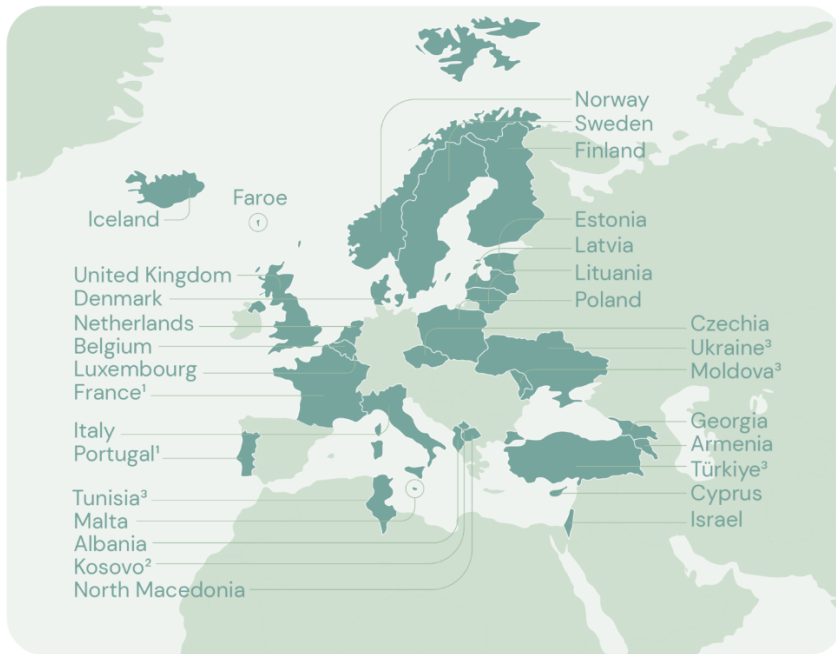 Norway
Sweden
Finland
Faroe
Iceland
Estonia
Latvia
Lituania
Poland
United Kingdom
Denmark
Netherlands
Belgium
Luxembourg
France¹
Czechia
Ukraine³
Moldova³
Italy
Portugal¹
Georgia
Armenia
Türkiye³
Cyprus
Israel
Tunisia³
Malta
Albania
Kosovo²
North Macedonia